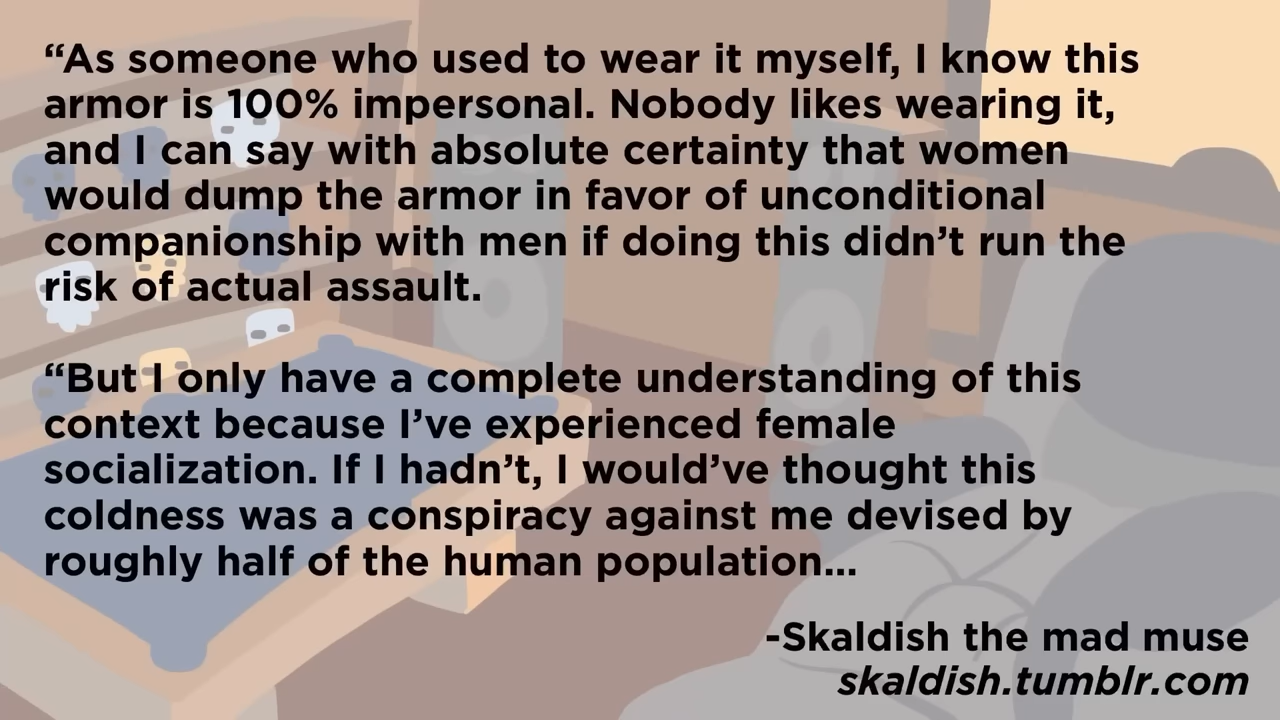 “As someone who used to wear it myself, I know this
armor is 100% impersonal. Nobody likes wearing it,
and I can say with absolute certainty that women
would dump the armor in favor of unconditional
companionship with men if doing this didn’t run the
risk of actual assault.
“But I only have a complete understanding of this
context because I’ve experienced female
socialization. If I hadn’t, I would’ve thought this
coldness was a conspiracy against me devised by
roughly half of the human population...
-Skaldish the mad muse
skaldish.tumblr.com